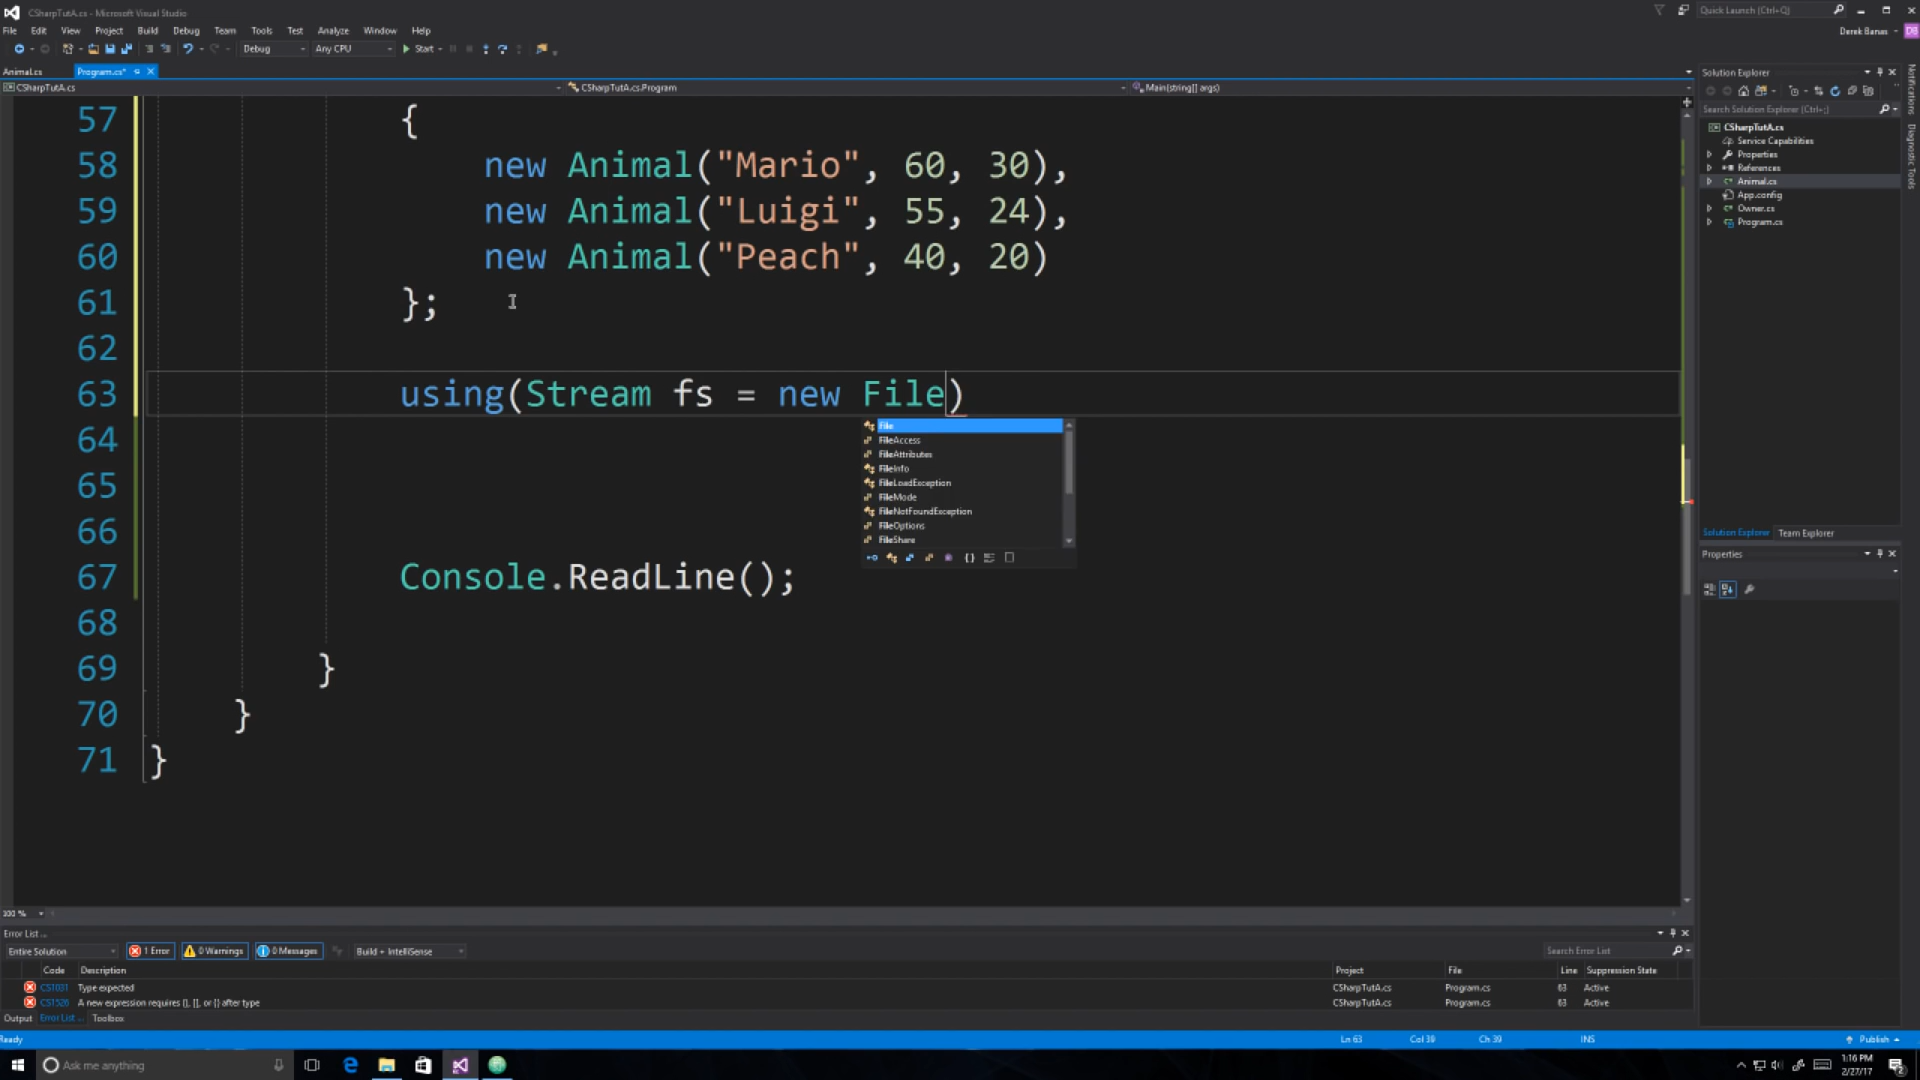 CSharpTutA.cs - Microsoft Visual Studio
Quick Launch (Ctrl+Q)
File Edit View Project Build Debug Team Tools Test Analyze Window Help
Derek Banas
DB
Debug Any CPU Start
Animal.cs Program.cs*
CSharpTutA.cs CSharpTutA.cs.Program Main(string[] args)
57 {
58 new Animal("Mario", 60, 30),
59 new Animal("Luigi", 55, 24),
60 new Animal("Peach", 40, 20)
61 };
62
63 using(Stream fs = new File)
File
FileAccess
FileAttributes
FileInfo
FileLoadException
FileMode
FileNotFoundException
FileOptions
FileShare
64
65
66
67 Console.ReadLine();
68
69 }
70 }
71 }
Solution Explorer
Search Solution Explorer (Ctrl+;)
CSharpTutA.cs
Service Capabilities
Properties
References
Animal.cs
App.config
Owner.cs
Program.cs
Solution Explorer Team Explorer
Properties
Notifications
Diagnostic Tools
100 %
Error List ...
Entire Solution 1 Error 0 Warnings 0 Messages Build + IntelliSense Search Error List
Code Description Project File Line Suppression State
CS1031 Type expected CSharpTutA.cs Program.cs 63 Active
CS1526 A new expression requires (), [], or {} after type CSharpTutA.cs Program.cs 63 Active
Output Error List ... Toolbox
Ready Ln 63 Col 39 Ch 39 INS Publish
Ask me anything
1:16 PM
2/27/17